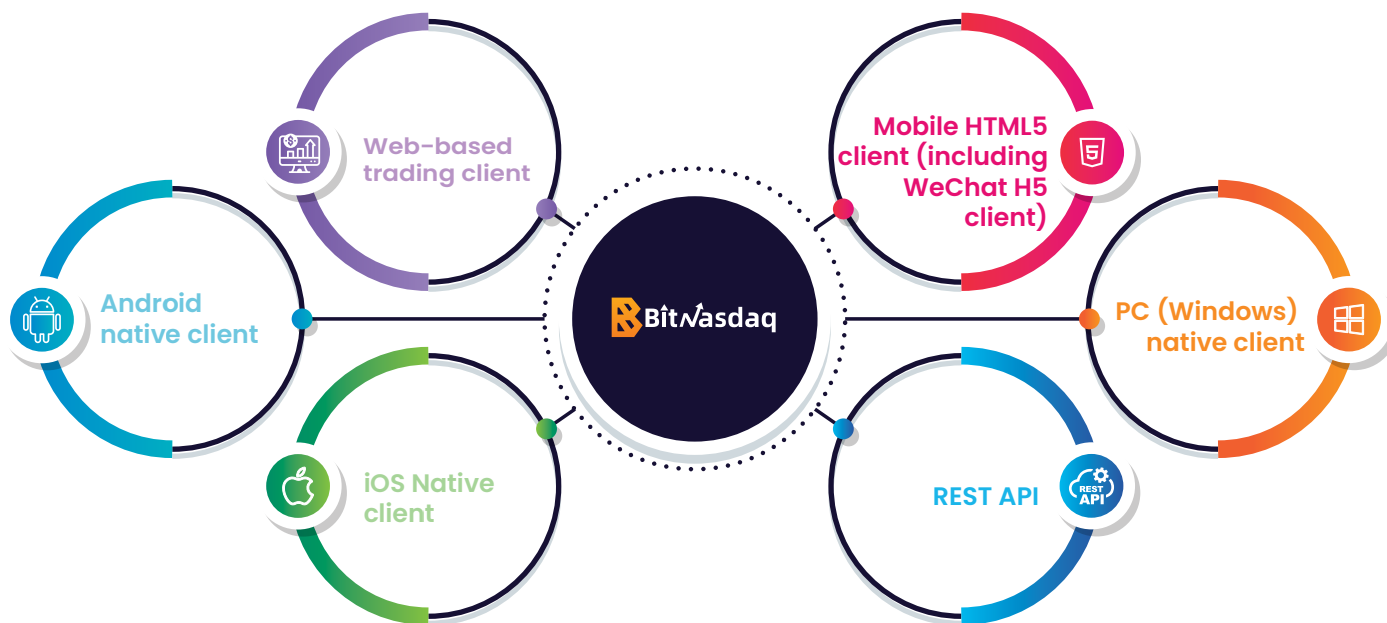 Web-based
trading client
Mobile HTML5
client (including
WeChat H5
client)
5
Android
native client
BitNasdaq
PC (Windows)
native client
iOS Native
client
REST API
REST
API